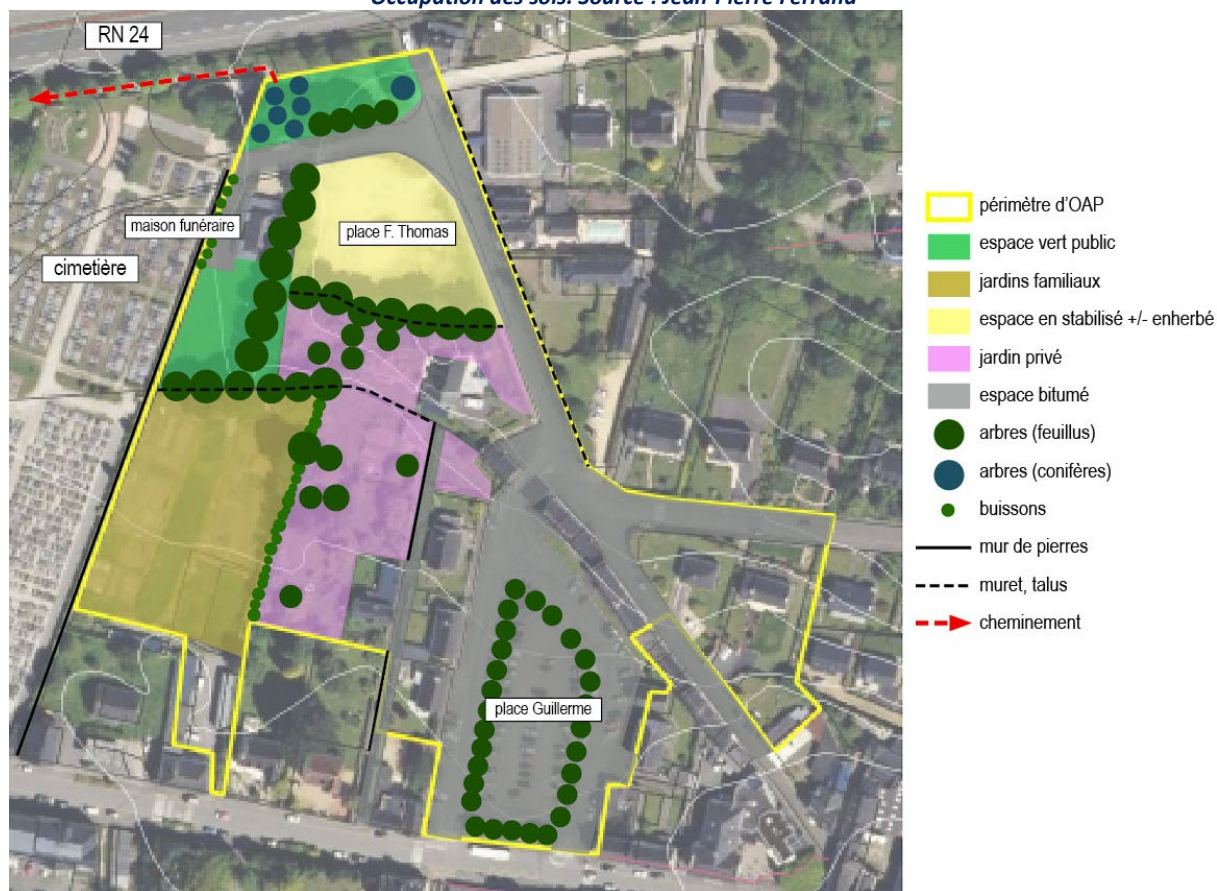 Occupation des sols. Source : Jean-Pierre Ferrand
RN 24
maison funéraire
place F. Thomas
cimetière
place Guillerme
périmètre d'OAP
espace vert public
jardins familiaux
espace en stabilisé +/- enherbé
jardin privé
espace bitumé
arbres (feuillus)
arbres (conifères)
buissons
mur de pierres
muret, talus
cheminement